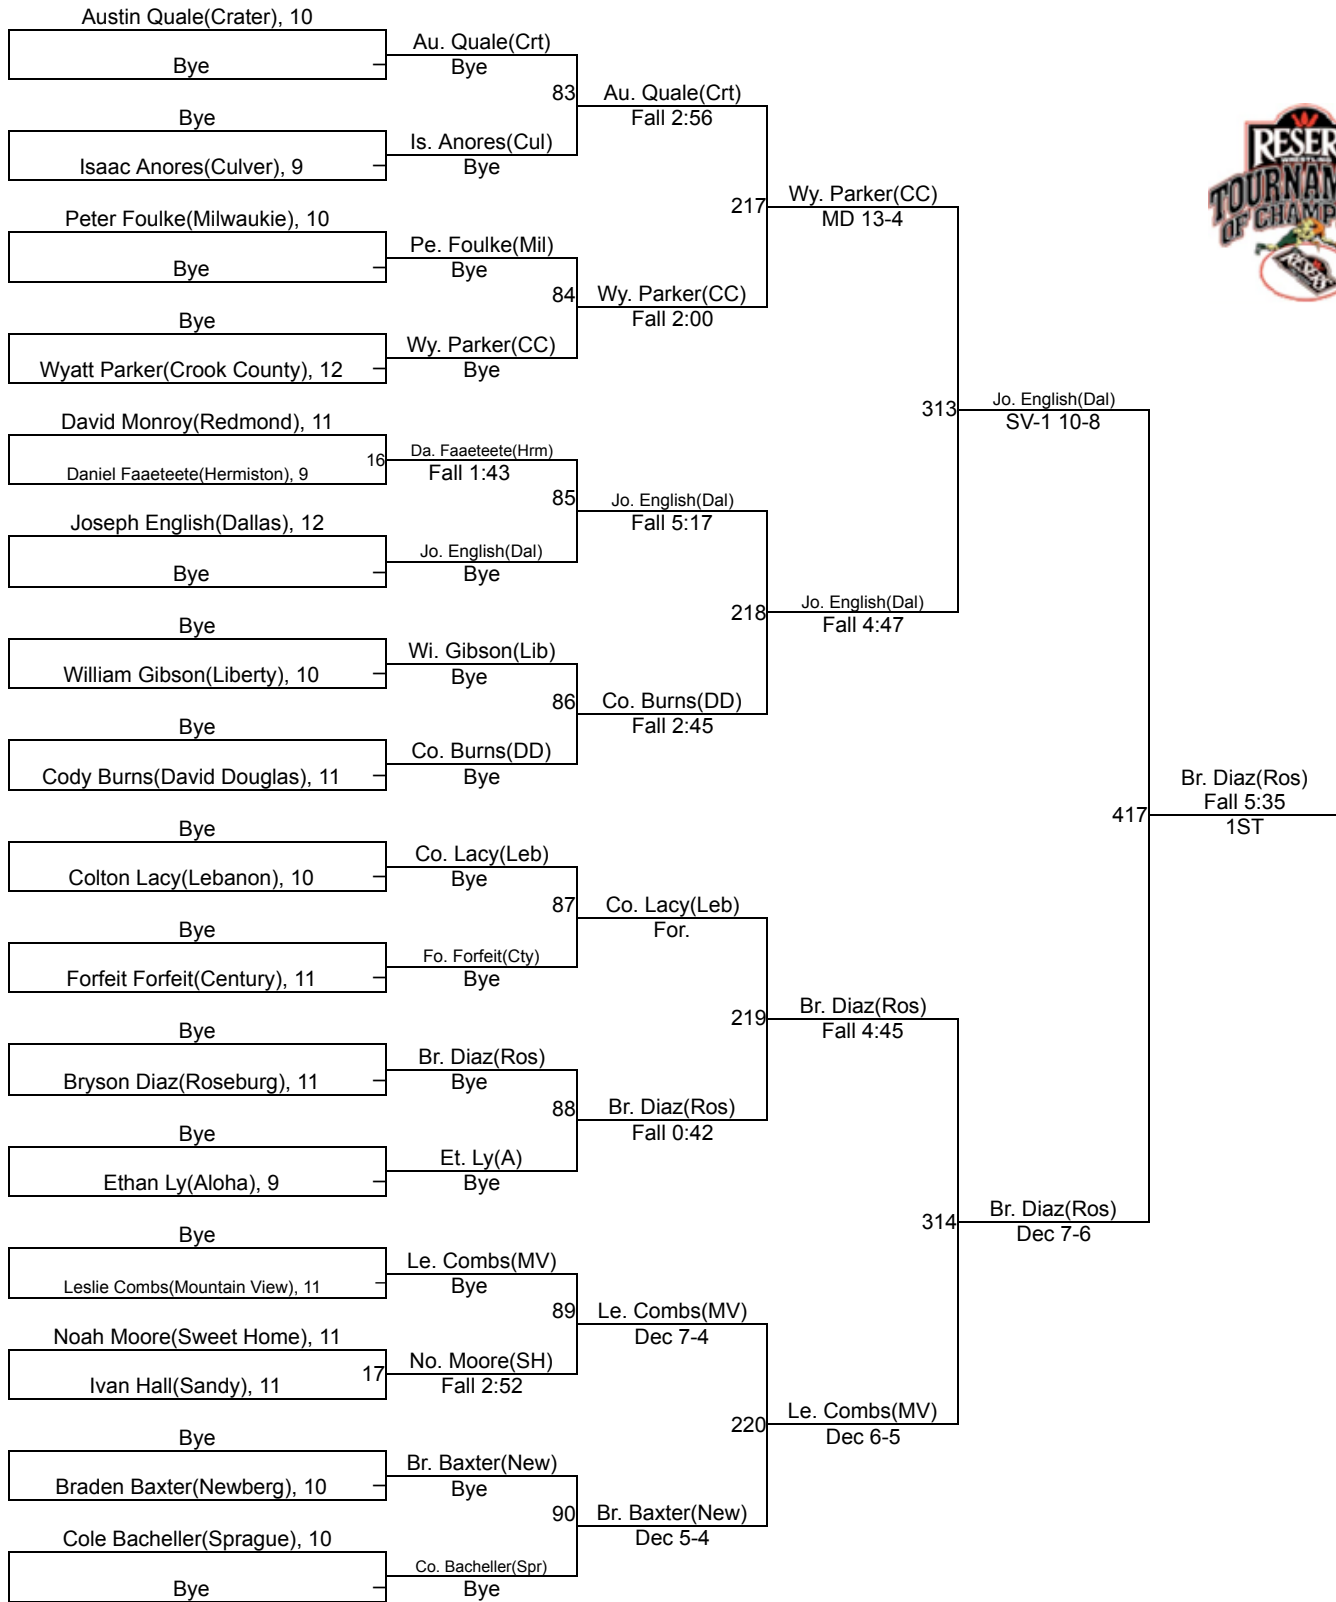 Austin Quale(Crater), 10
Bye
–
Bye
Isaac Anores(Culver), 9
–
Peter Foulke(Milwaukie), 10
Bye
–
Bye
Wyatt Parker(Crook County), 12
–
David Monroy(Redmond), 11
Daniel Faaeteete(Hermiston), 9
16
Joseph English(Dallas), 12
Bye
–
Bye
William Gibson(Liberty), 10
–
Bye
Cody Burns(David Douglas), 11
–
Bye
Colton Lacy(Lebanon), 10
–
Bye
Forfeit Forfeit(Century), 11
–
Bye
Bryson Diaz(Roseburg), 11
–
Bye
Ethan Ly(Aloha), 9
–
Bye
Leslie Combs(Mountain View), 11
–
Noah Moore(Sweet Home), 11
Ivan Hall(Sandy), 11
17
Bye
Braden Baxter(Newberg), 10
–
Cole Bacheller(Sprague), 10
Bye
–
Au. Quale(Crt)
Bye
83
Is. Anores(Cul)
Bye
Pe. Foulke(Mil)
Bye
84
Wy. Parker(CC)
Bye
Da. Faaeteete(Hrm)
Fall 1:43
85
Jo. English(Dal)
Bye
Wi. Gibson(Lib)
Bye
86
Co. Burns(DD)
Bye
Co. Lacy(Leb)
Bye
87
Fo. Forfeit(Cty)
Bye
Br. Diaz(Ros)
Bye
88
Et. Ly(A)
Bye
Le. Combs(MV)
Bye
89
No. Moore(SH)
Fall 2:52
Br. Baxter(New)
Bye
90
Co. Bacheller(Spr)
Bye
Au. Quale(Crt)
Fall 2:56
217
Wy. Parker(CC)
Fall 2:00
Jo. English(Dal)
Fall 5:17
218
Co. Burns(DD)
Fall 2:45
Co. Lacy(Leb)
For.
219
Br. Diaz(Ros)
Fall 0:42
Le. Combs(MV)
Dec 7-4
220
Br. Baxter(New)
Dec 5-4
Wy. Parker(CC)
MD 13-4
313
Jo. English(Dal)
Fall 4:47
Br. Diaz(Ros)
Fall 4:45
314
Le. Combs(MV)
Dec 6-5
Jo. English(Dal)
SV-1 10-8
417
Br. Diaz(Ros)
Dec 7-6
Br. Diaz(Ros)
Fall 5:35
1ST
RESER
TOURNAM
OF CHAMP